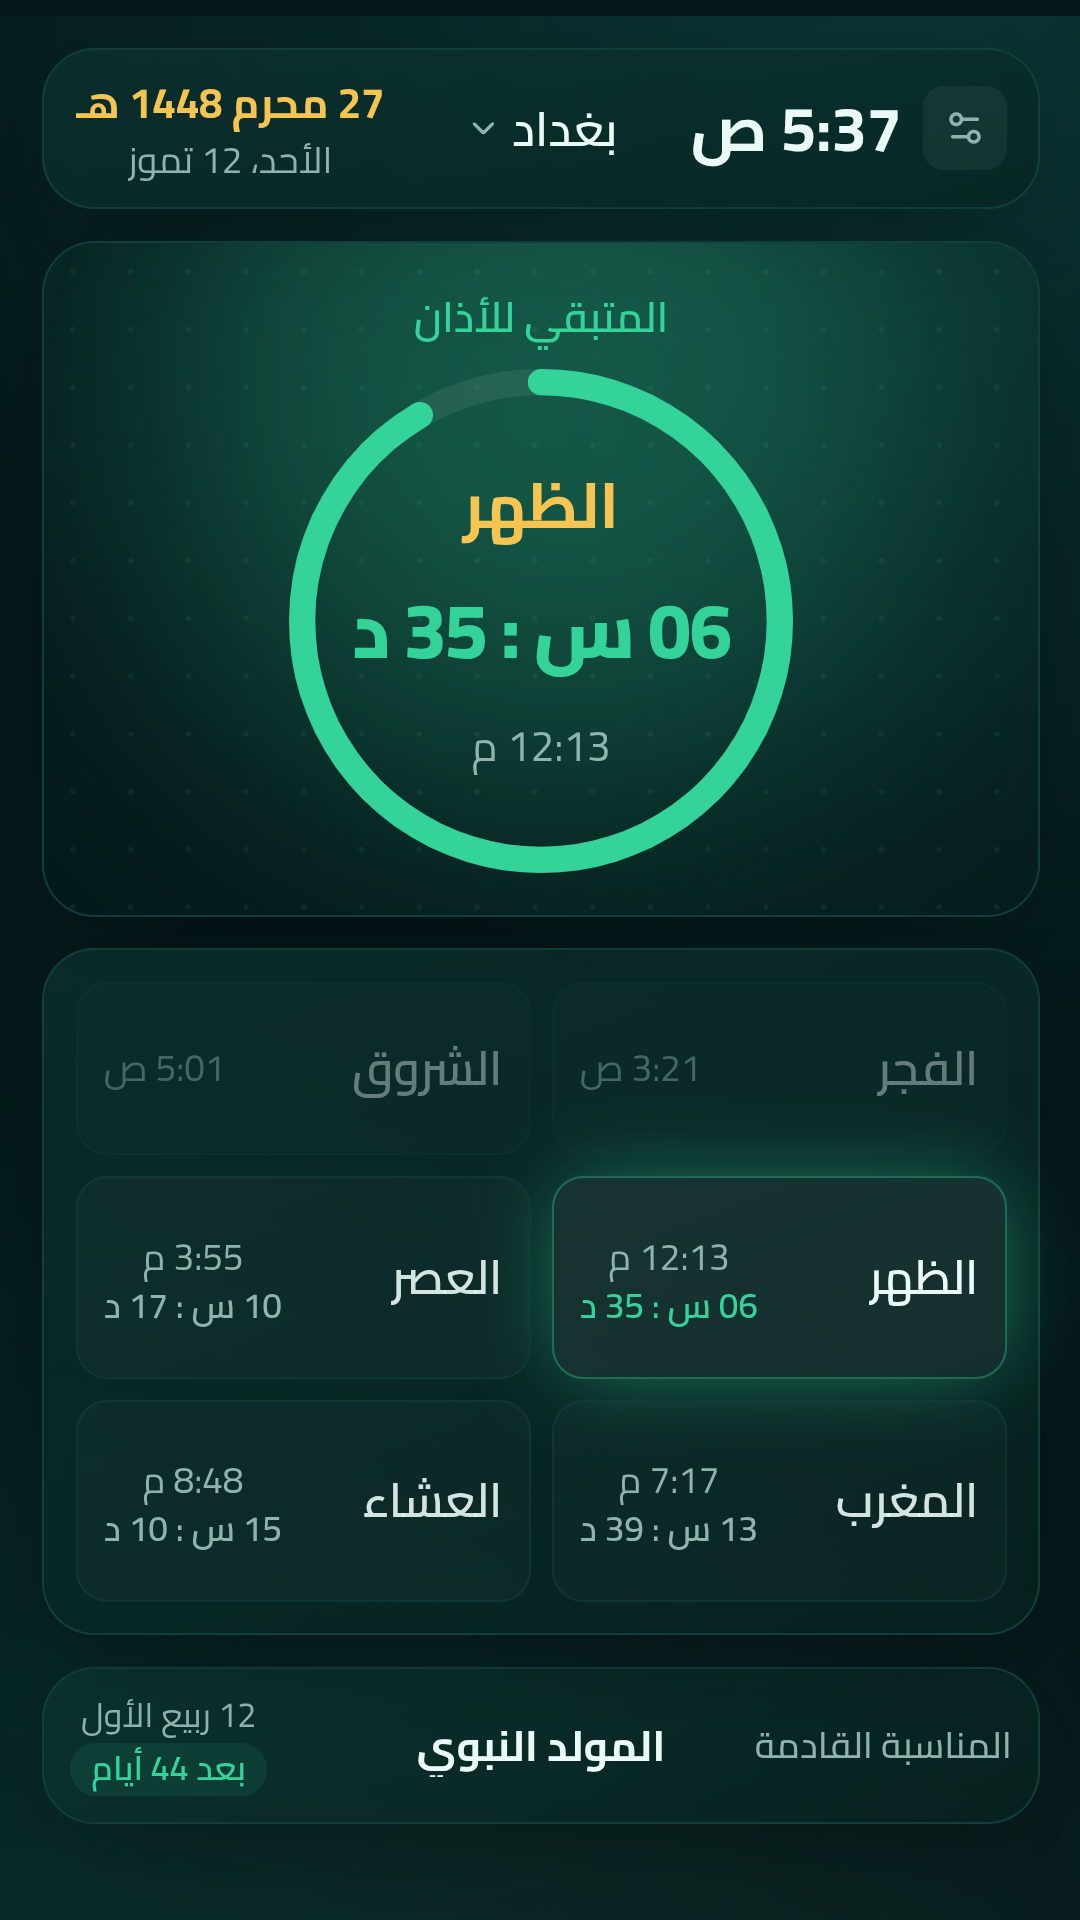 5:37 ص
بغداد
27 محرم 1448 هـ
الأحد، 12 تموز
المتبقي للأذان
الظهر
06 س : 35 د
12:13 م
الفجر
3:21 ص
الشروق
5:01 ص
الظهر
12:13 م
06 س : 35 د
العصر
3:55 م
10 س : 17 د
المغرب
7:17 م
13 س : 39 د
العشاء
8:48 م
15 س : 10 د
المناسبة القادمة
المولد النبوي
12 ربيع الأول
بعد 44 أيام